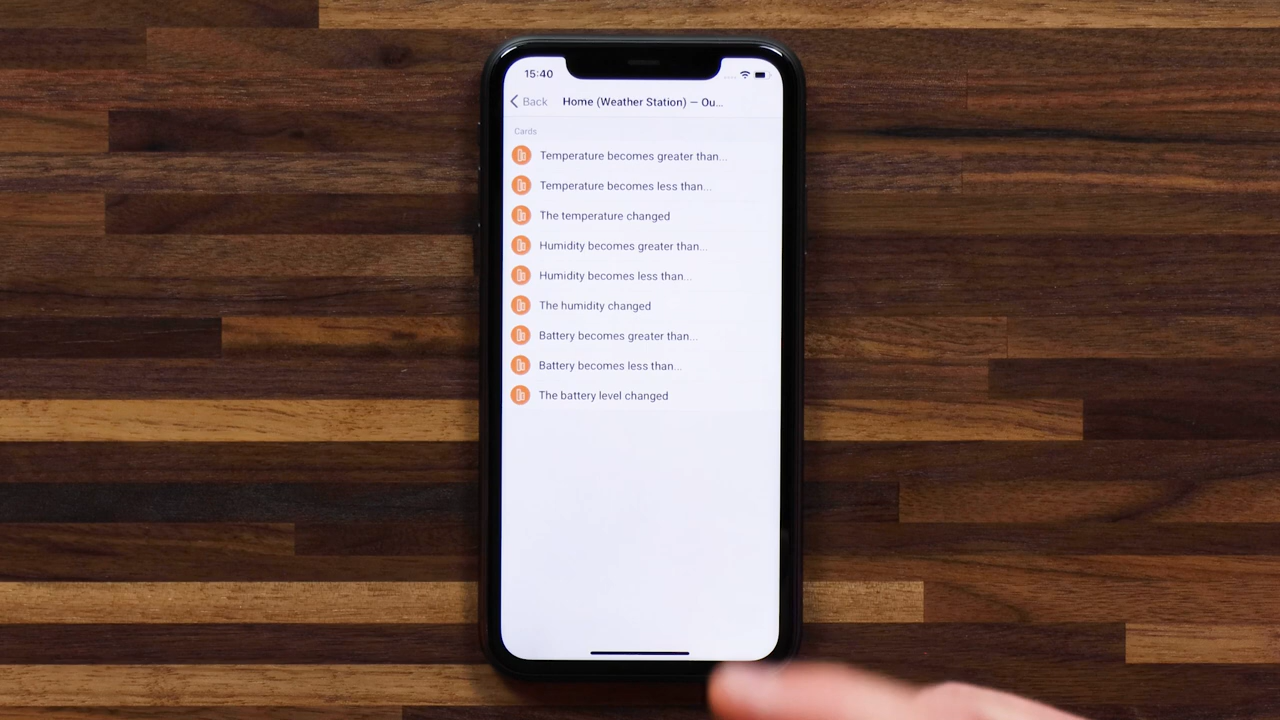 15:40
Back Home (Weather Station) – Ou...
Cards
Temperature becomes greater than...
Temperature becomes less than...
The temperature changed
Humidity becomes greater than...
Humidity becomes less than...
The humidity changed
Battery becomes greater than...
Battery becomes less than...
The battery level changed